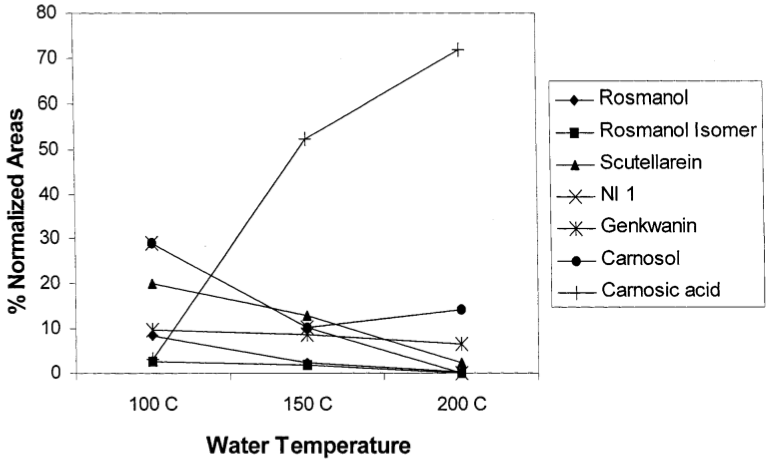 80
70
60
50
40
30
20
10
0
% Normalized Areas
100 C 150 C 200 C
Water Temperature
Rosmanol
Rosmanol Isomer
Scutellarein
NI 1
Genkwanin
Carnosol
Carnosic acid